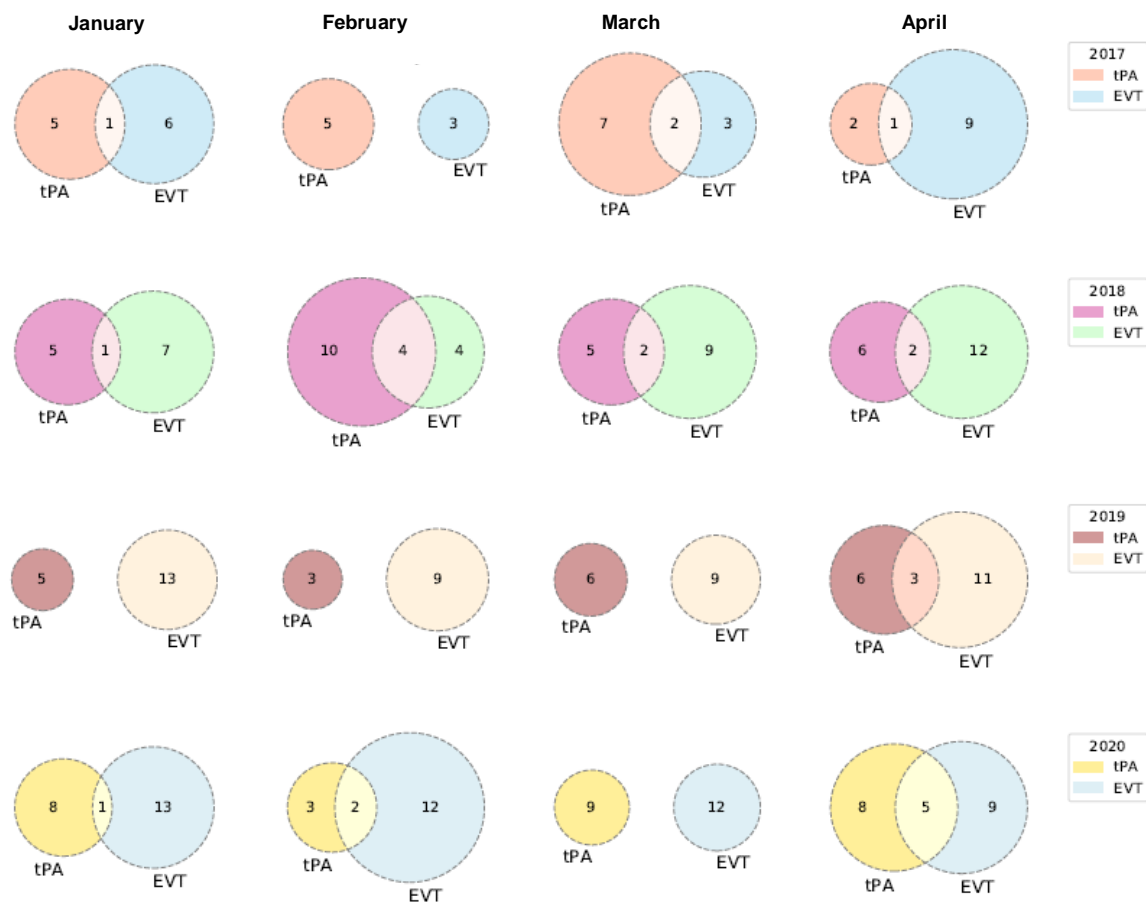 January February March April
5 1 6 tPA EVT
5 3 tPA EVT
7 2 3 tPA EVT
2 1 9 tPA EVT
2017
tPA
EVT
5 1 7 tPA EVT
10 4 4 tPA EVT
5 2 9 tPA EVT
6 2 12 tPA EVT
2018
tPA
EVT
5 13 tPA EVT
3 9 tPA EVT
6 9 tPA EVT
6 3 11 tPA EVT
2019
tPA
EVT
8 1 13 tPA EVT
3 2 12 tPA EVT
9 12 tPA EVT
8 5 9 tPA EVT
2020
tPA
EVT